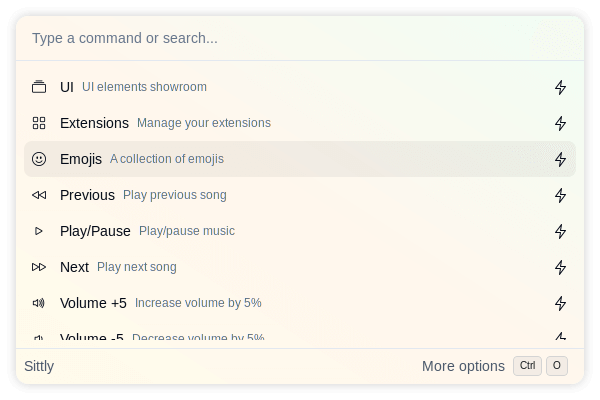 Type a command or search...
UI UI elements showroom
Extensions Manage your extensions
Emojis A collection of emojis
Previous Play previous song
Play/Pause Play/pause music
Next Play next song
Volume +5 Increase volume by 5%
Volume -5 Decrease volume by 5%
Sittly More options Ctrl O